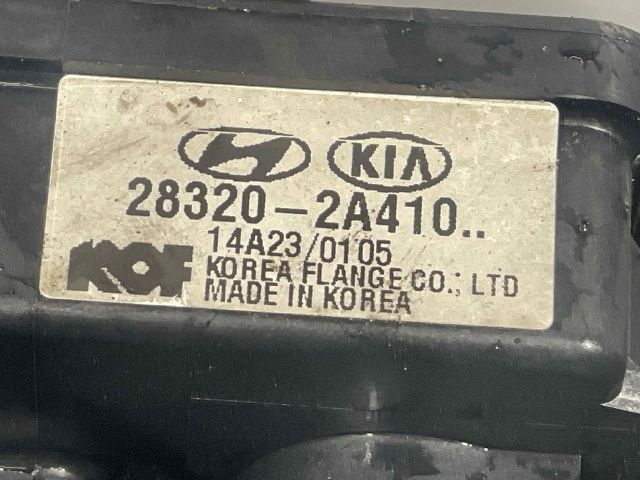 KIA
28320-2A410..
14A23/0105
KOF
KOREA FLANGE CO.; LTD
MADE IN KOREA